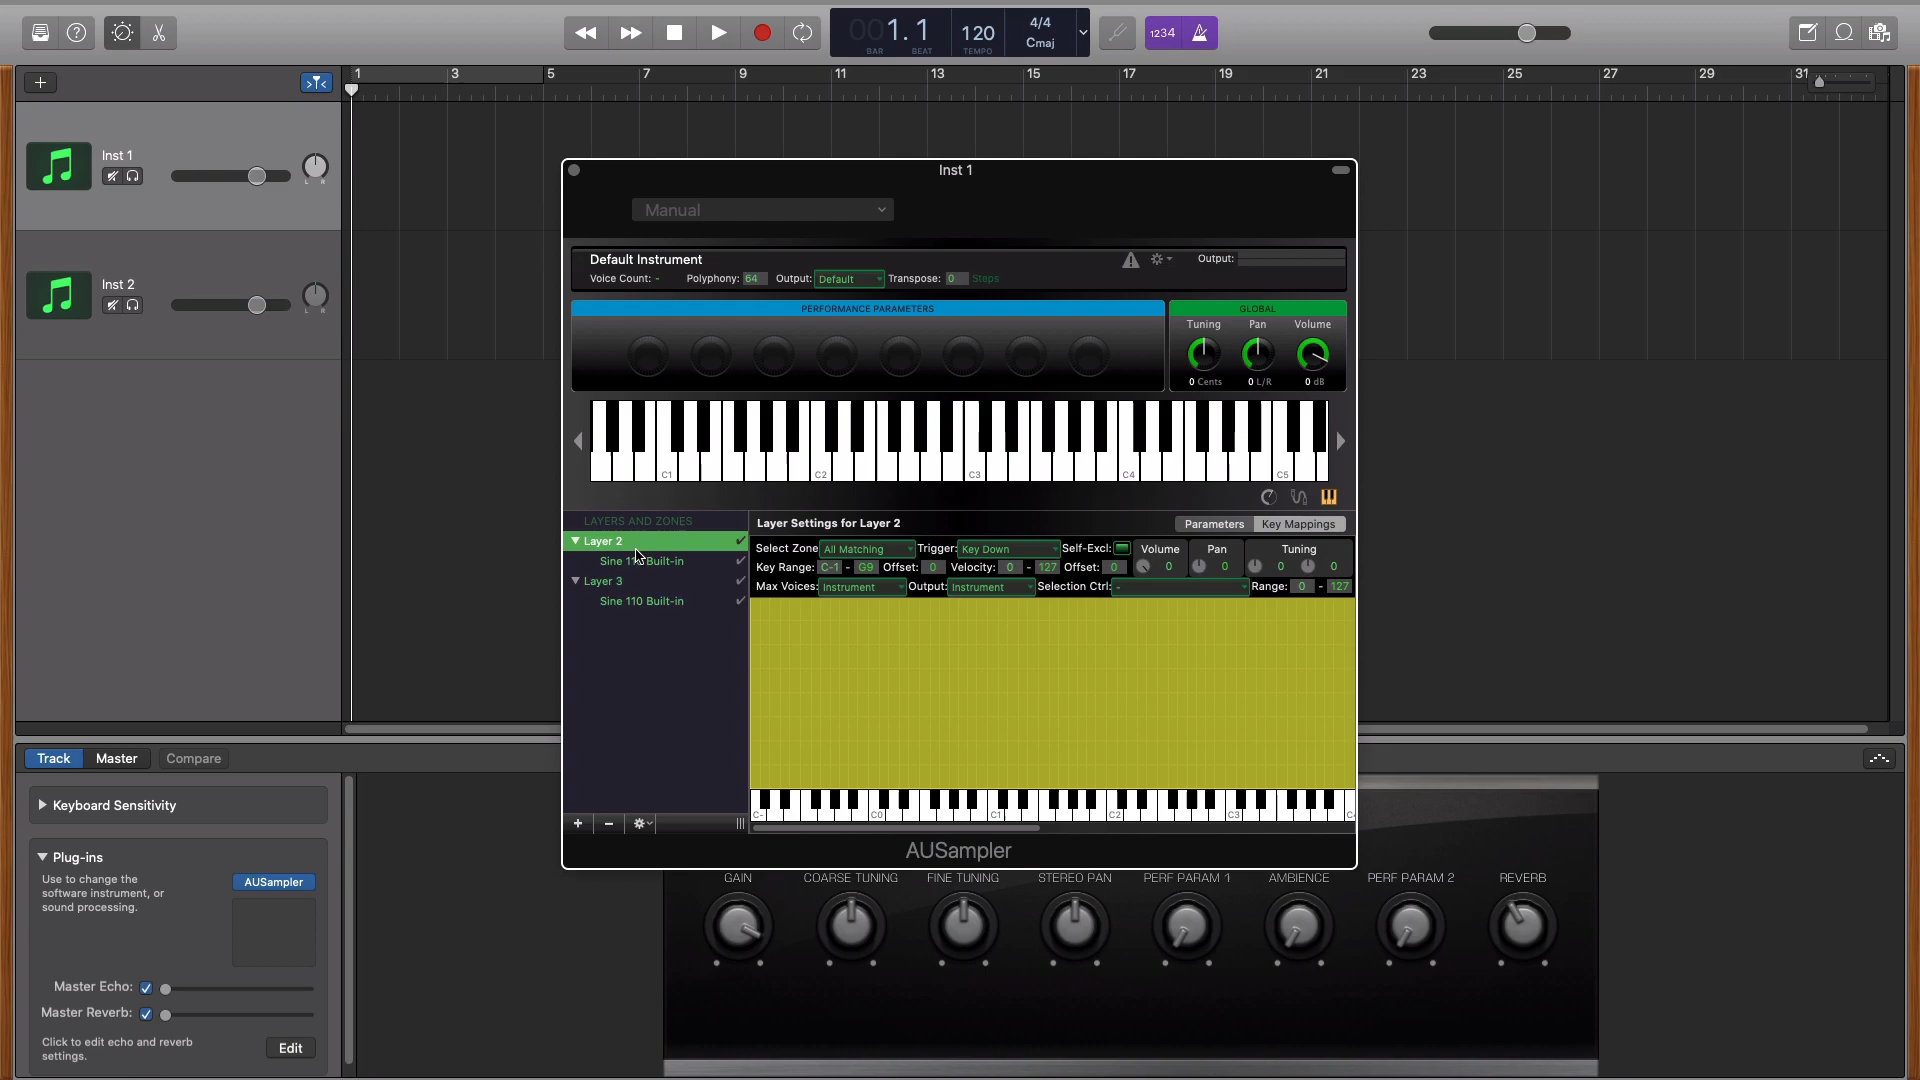 001.1
BAR BEAT
120
TEMPO
4/4
Cmaj
1234
1 3 5 7 9 11 13 15 17 19 21 23 25 27 29 31
Inst 1
L R
Inst 2
L R
Inst 1
Manual
Default Instrument
Output:
Voice Count: - Polyphony: 64 Output: Default Transpose: 0 Steps
PERFORMANCE PARAMETERS
GLOBAL
Tuning Pan Volume
0 Cents 0 L/R 0 dB
C1 C2 C3 C4 C5
LAYERS AND ZONES
Layer 2
Sine Built-in
Layer 3
Sine 110 Built-in
Layer Settings for Layer 2
Parameters Key Mappings
Select Zone All Matching Trigger: Key Down Self-Excl: Volume Pan Tuning
Key Range: C-1 - G9 Offset: 0 Velocity: 0 - 127 Offset: 0 0 0 0 0
Max Voices: Instrument Output: Instrument Selection Ctrl: - Range: 0 - 127
C- C0 C1 C2 C3
AUSampler
Track Master Compare
Keyboard Sensitivity
Plug-ins
Use to change the
software instrument, or
sound processing.
AUSampler
Master Echo:
Master Reverb:
Click to edit echo and reverb
settings.
Edit
GAIN COARSE TUNING FINE TUNING STEREO PAN PERF PARAM 1 AMBIENCE PERF PARAM 2 REVERB